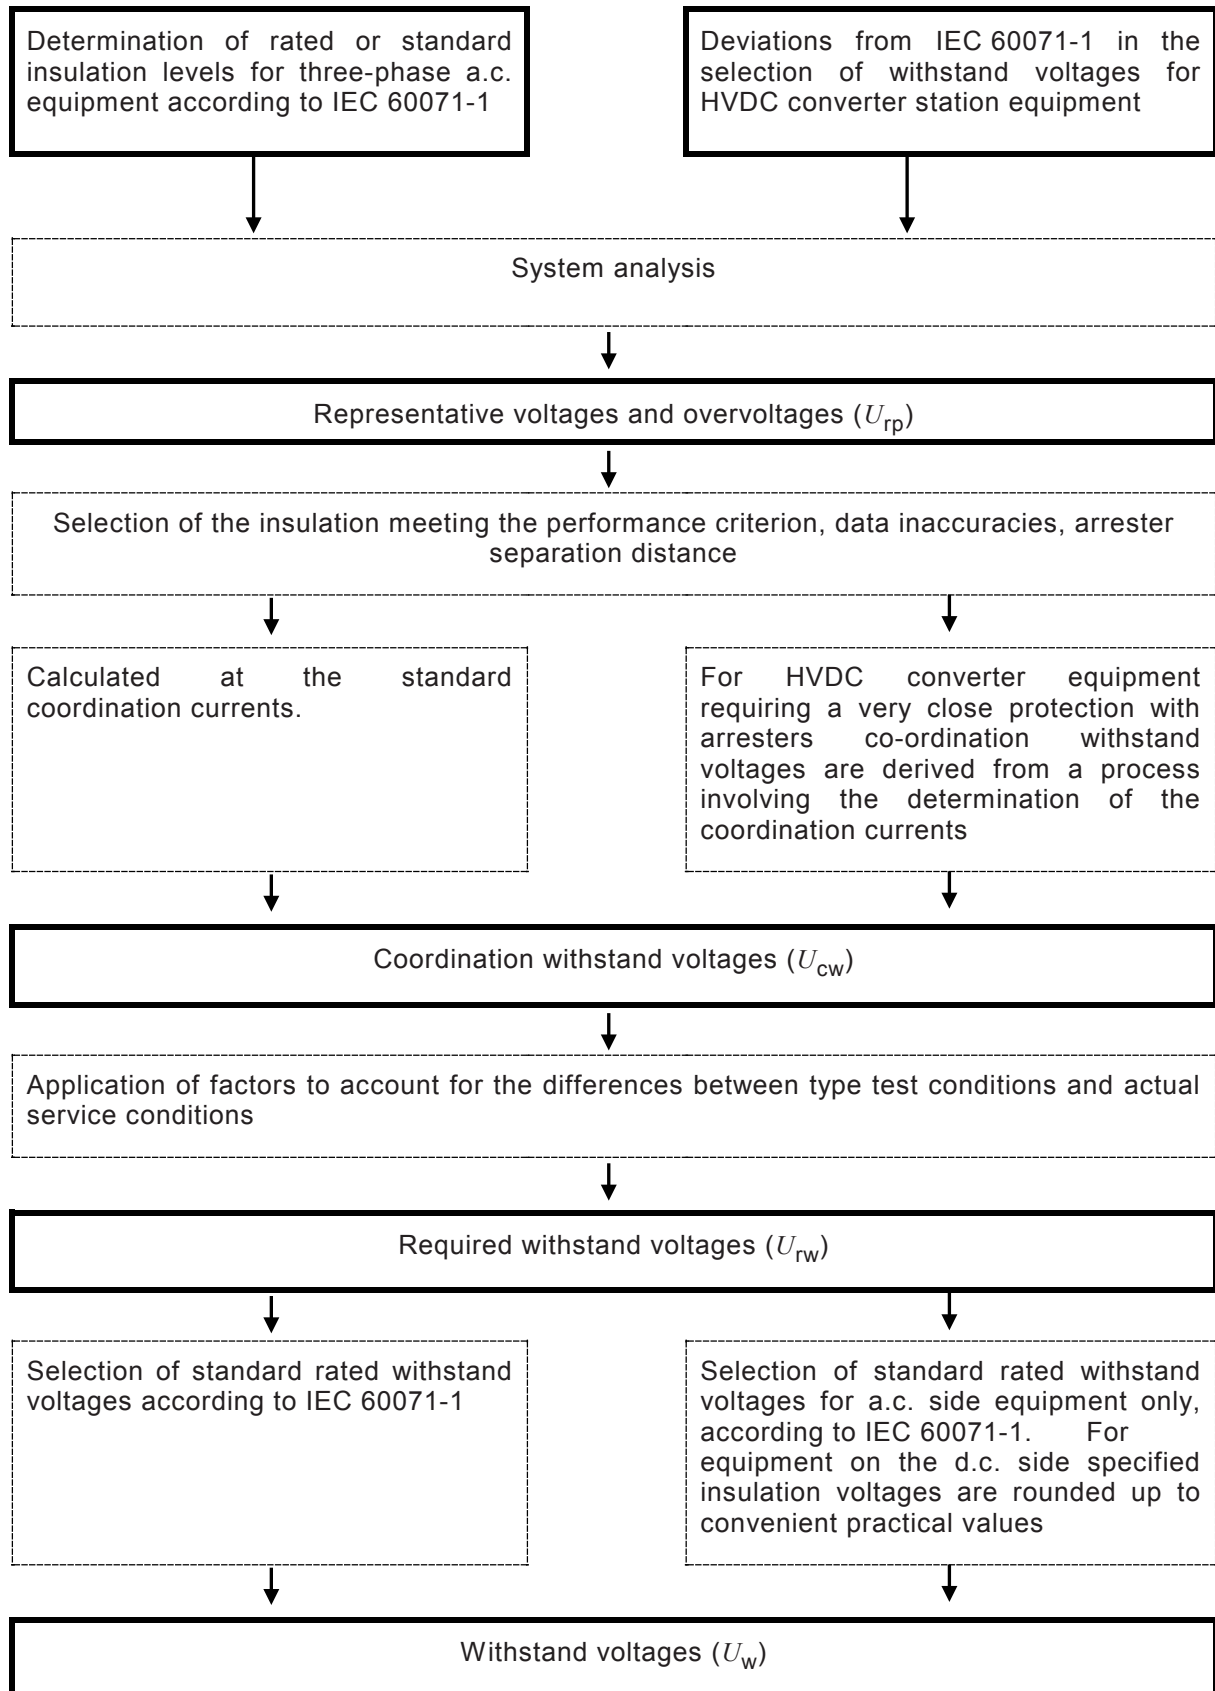 Determination of rated or standard
insulation levels for three-phase a.c.
equipment according to IEC 60071-1
Deviations from IEC 60071-1 in the
selection of withstand voltages for
HVDC converter station equipment
System analysis
Representative voltages and overvoltages (Urp)
Selection of the insulation meeting the performance criterion, data inaccuracies, arrester
separation distance
Calculated at the standard
coordination currents.
For HVDC converter equipment
requiring a very close protection with
arresters co-ordination withstand
voltages are derived from a process
involving the determination of the
coordination currents
Coordination withstand voltages (Ucw)
Application of factors to account for the differences between type test conditions and actual
service conditions
Required withstand voltages (Urw)
Selection of standard rated withstand
voltages according to IEC 60071-1
Selection of standard rated withstand
voltages for a.c. side equipment only,
according to IEC 60071-1. For
equipment on the d.c. side specified
insulation voltages are rounded up to
convenient practical values
Withstand voltages (Uw)